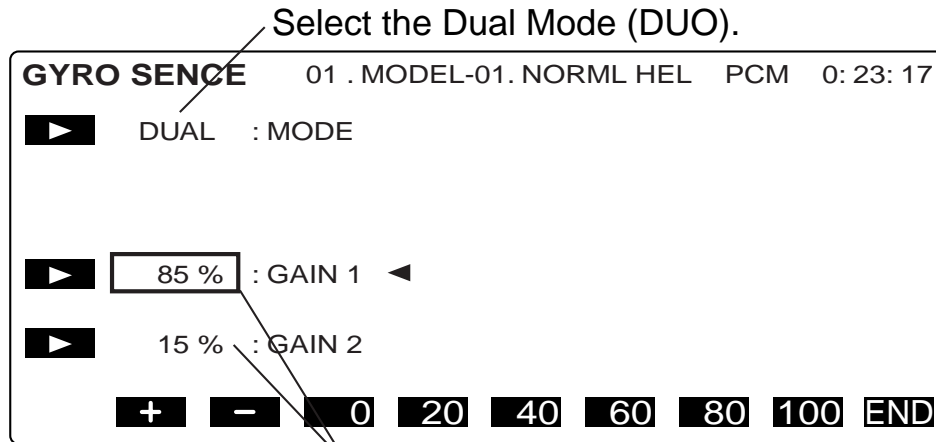 Select the Dual Mode (DUO).
GYRO SENCE 01 . MODEL-01. NORML HEL PCM 0: 23: 17
DUAL : MODE
85 % : GAIN 1 ◄
15 % : GAIN 2
+ − 0 20 40 60 80 100 END